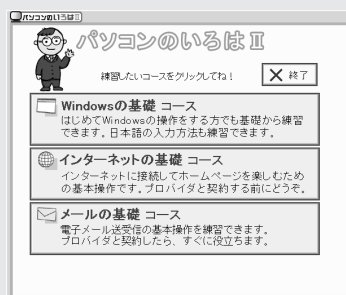 パソコンのいろはⅡ
パソコンのいろはⅡ
練習したいコースをクリックしてね！
終了
Windowsの基礎 コース
はじめてWindowsの操作をする方でも基礎から練習
できます。日本語の入力方法も練習できます。
インターネットの基礎 コース
インターネットに接続してホームページを楽しむため
の基本操作です。プロバイダと契約する前にどうぞ。
メールの基礎 コース
電子メール送受信の基本操作を練習できます。
プロバイダと契約したら、すぐに役立ちます。